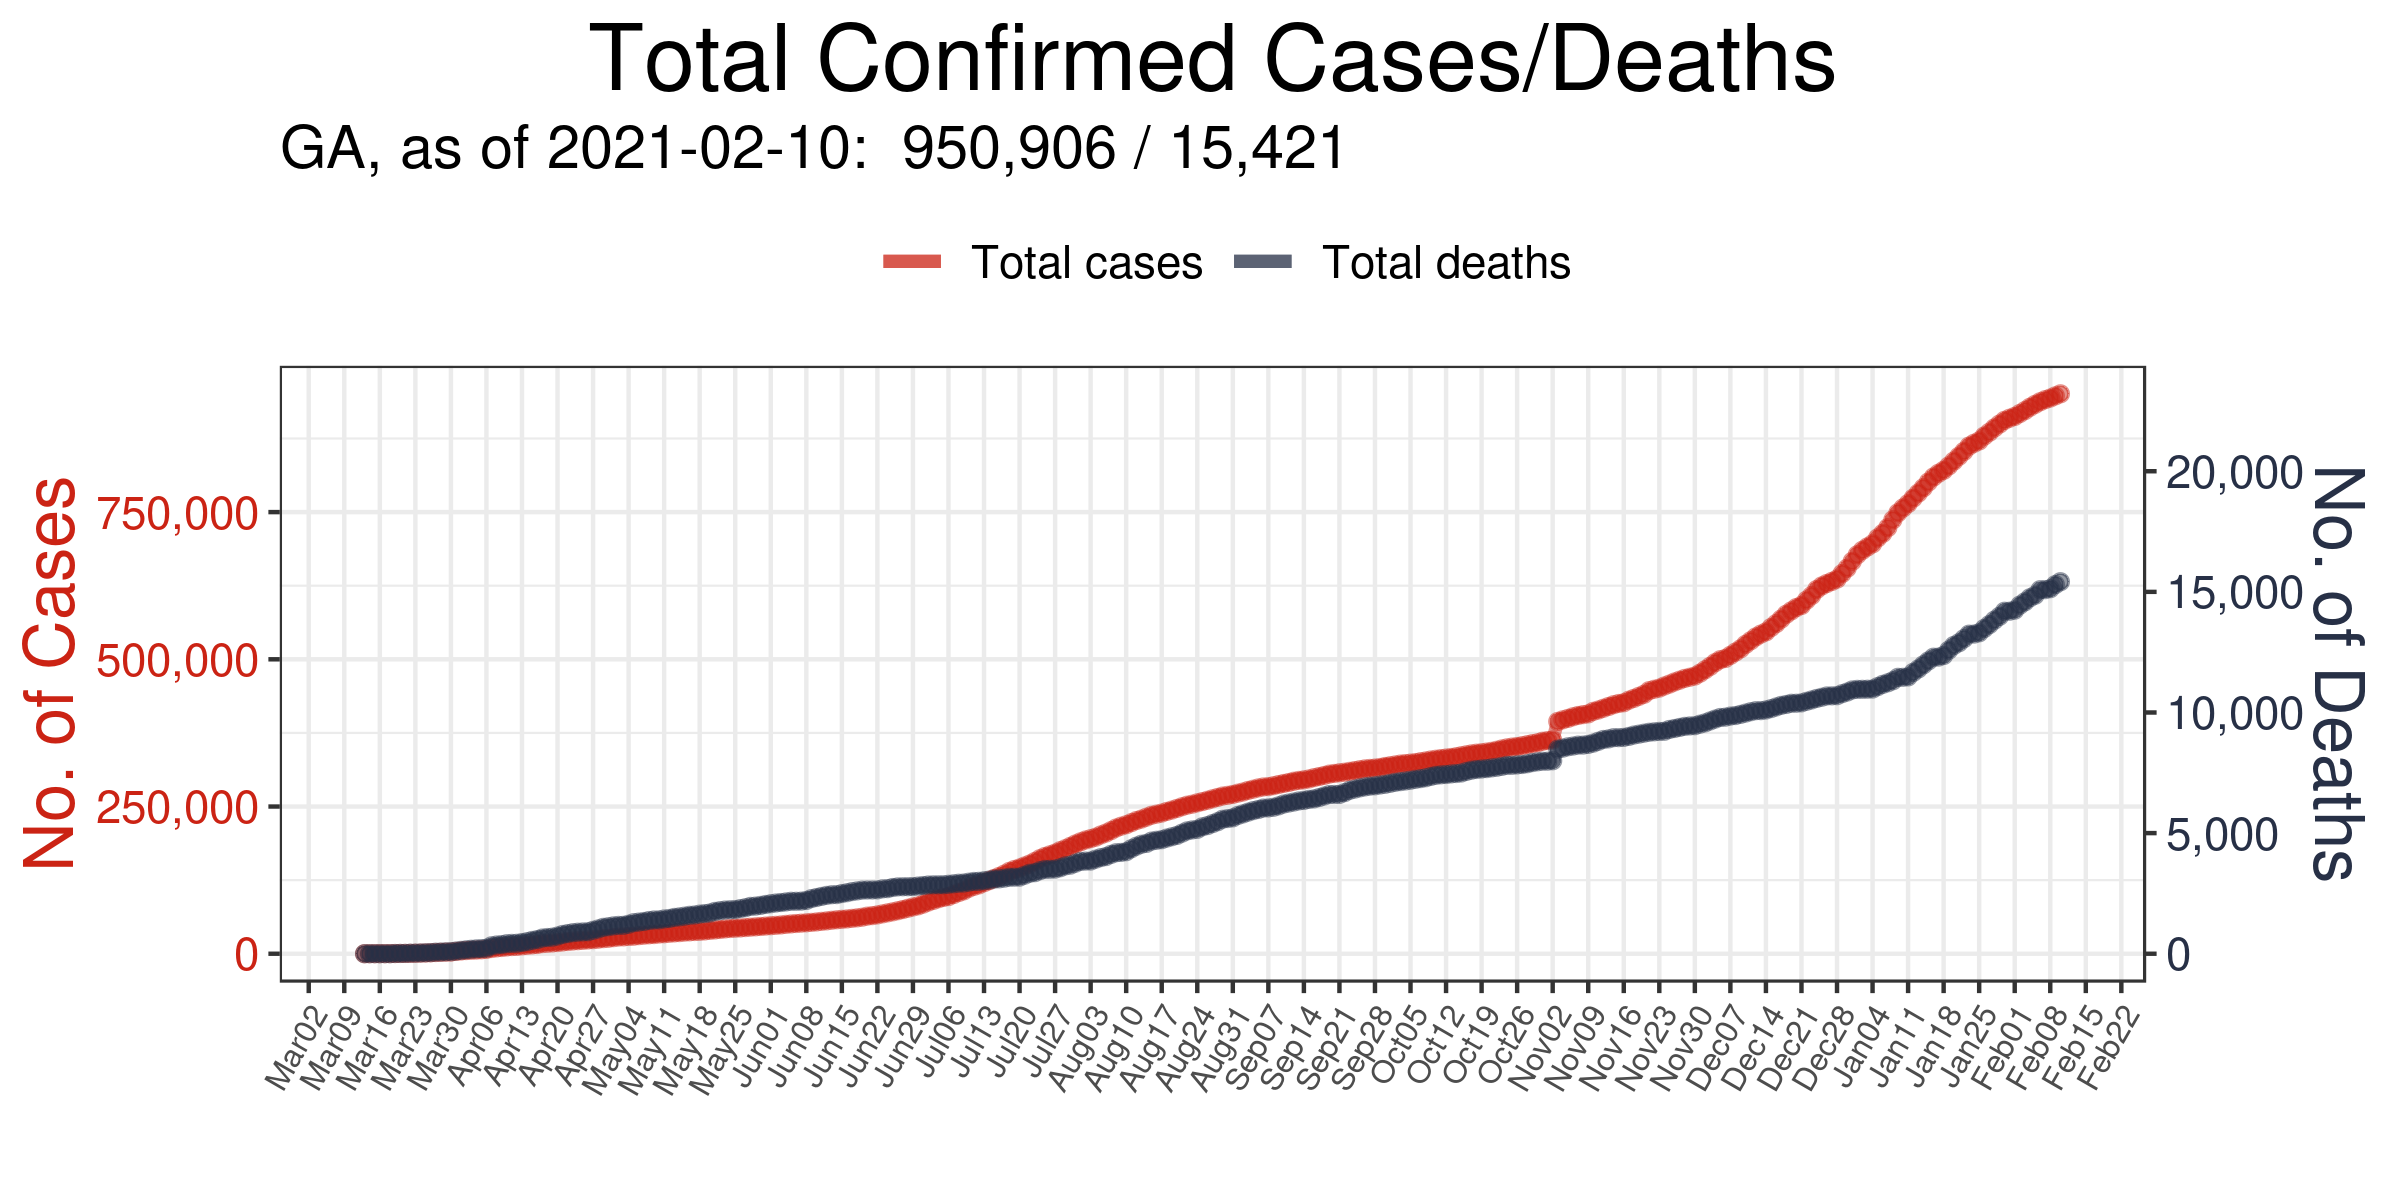 Total Confirmed Cases/Deaths
GA, as of 2021-02-10:  950,906 / 15,421
Total cases
Total deaths
No. of Cases
750,000
500,000
250,000
0
20,000
15,000
10,000
5,000
0
No. of Deaths
Mar02
Mar09
Mar16
Mar23
Mar30
Apr06
Apr13
Apr20
Apr27
May04
May11
May18
May25
Jun01
Jun08
Jun15
Jun22
Jun29
Jul06
Jul13
Jul20
Jul27
Aug03
Aug10
Aug17
Aug24
Aug31
Sep07
Sep14
Sep21
Sep28
Oct05
Oct12
Oct19
Oct26
Nov02
Nov09
Nov16
Nov23
Nov30
Dec07
Dec14
Dec21
Dec28
Jan04
Jan11
Jan18
Jan25
Feb01
Feb08
Feb15
Feb22